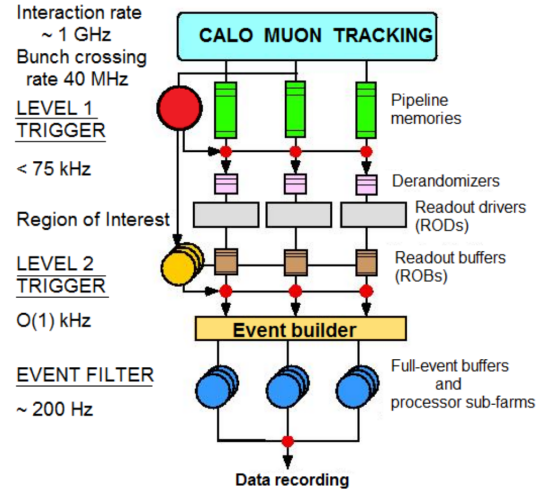 Interaction rate
~ 1 GHz
Bunch crossing
rate 40 MHz
LEVEL 1
TRIGGER
< 75 kHz
Region of Interest
LEVEL 2
TRIGGER
O(1) kHz
EVENT FILTER
~ 200 Hz
CALO MUON TRACKING
Pipeline
memories
Derandomizers
Readout drivers
(RODs)
Readout buffers
(ROBs)
Event builder
Full-event buffers
and
processor sub-farms
Data recording